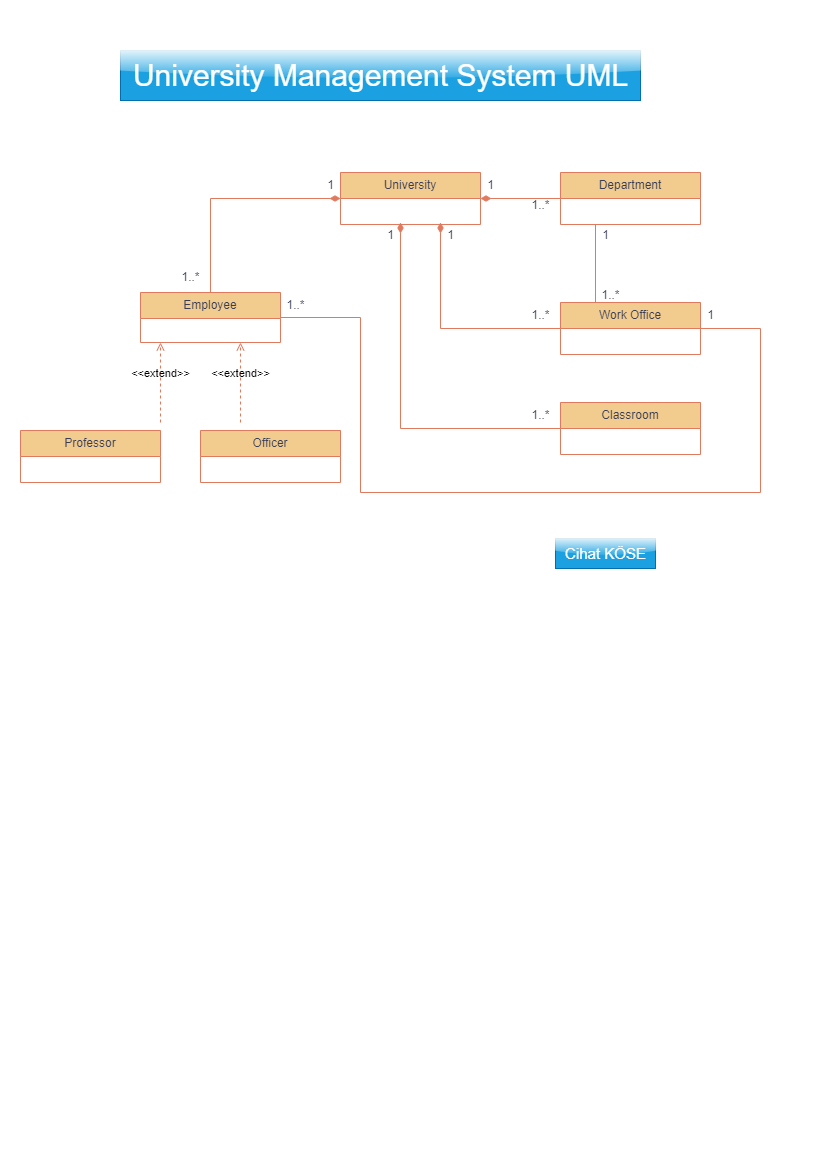 University Management System UML
1
University
1
Department
1..*
1
1
1
1..*
1..*
Employee
1..*
1..*
Work Office
1
<<extend>>
<<extend>>
1..*
Classroom
Professor
Officer
Cihat KÖSE